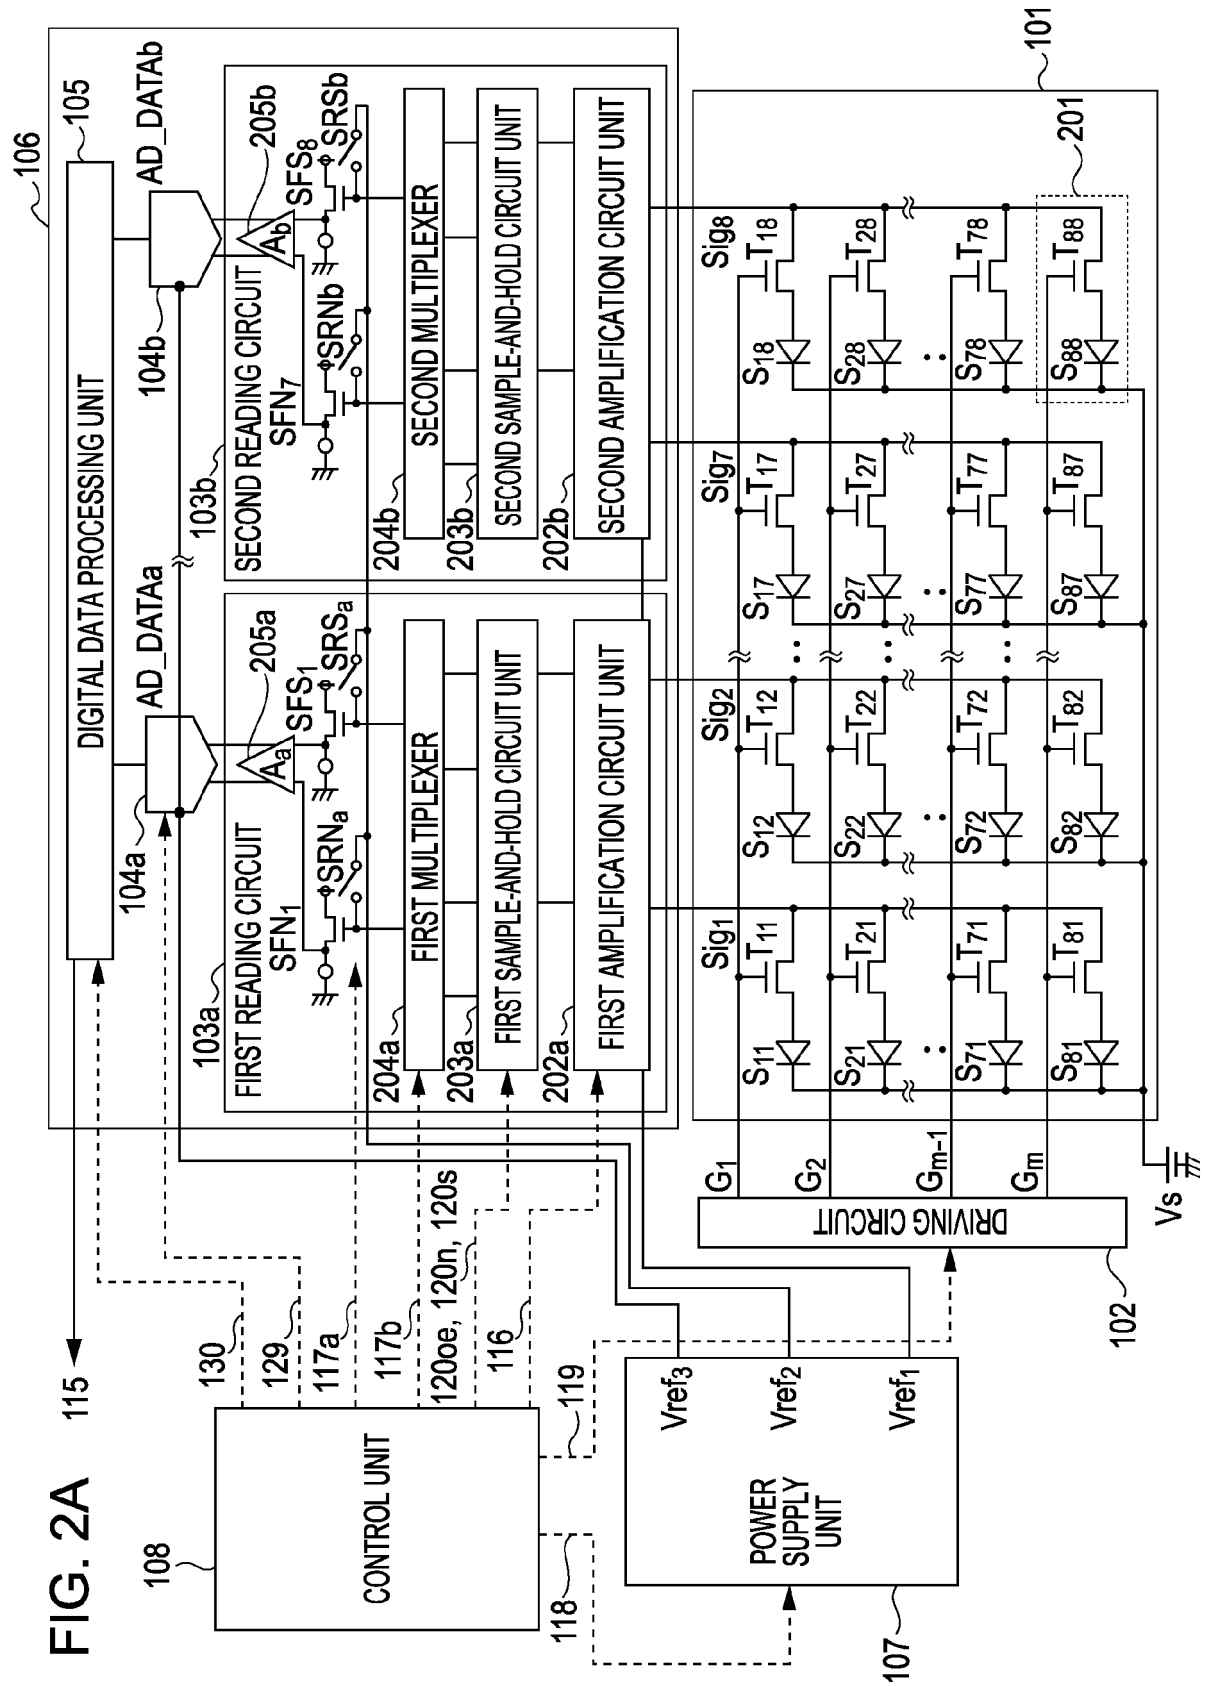 FIG. 2A
106
105
DIGITAL DATA PROCESSING UNIT
115
AD_DATAa
AD_DATAb
104a
104b
130
129
117a
117b
120oe, 120n, 120s
116
108
CONTROL UNIT
118
119
103a
FIRST READING CIRCUIT
205a
Aa
SFN1
SRNa
SFS1
SRSa
204a
FIRST MULTIPLEXER
203a
FIRST SAMPLE-AND-HOLD CIRCUIT UNIT
202a
FIRST AMPLIFICATION CIRCUIT UNIT
103b
SECOND READING CIRCUIT
205b
Ab
SFN7
SRNb
SFS8
SRSb
204b
SECOND MULTIPLEXER
203b
SECOND SAMPLE-AND-HOLD CIRCUIT UNIT
202b
SECOND AMPLIFICATION CIRCUIT UNIT
107
POWER
SUPPLY
UNIT
Vref3
Vref2
Vref1
102
DRIVING CIRCUIT
Vs
101
201
Sig1 Sig2 Sig7 Sig8
G1 S11 T11 S12 T12 S17 T17 S18 T18
G2 S21 T21 S22 T22 S27 T27 S28 T28
Gm-1 S71 T71 S72 T72 S77 T77 S78 T78
Gm S81 T81 S82 T82 S87 T87 S88 T88